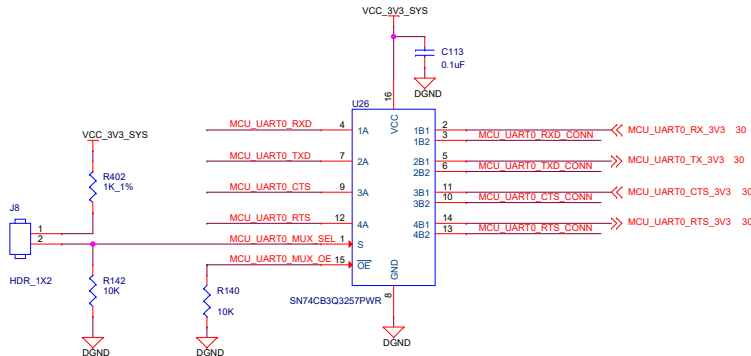 VCC_3V3_SYS
C113
0.1uF
DGND
16
U26
VCC
MCU_UART0_RXD 4 1A
1B1 2 MCU_UART0_RX_3V3 30
1B2 3 MCU_UART0_RXD_CONN
VCC_3V3_SYS
MCU_UART0_TXD 7 2A
2B1 5 MCU_UART0_TX_3V3 30
2B2 6 MCU_UART0_TXD_CONN
R402
1K_1%
MCU_UART0_CTS 9 3A
3B1 11 MCU_UART0_CTS_3V3 30
3B2 10 MCU_UART0_CTS_CONN
J8
MCU_UART0_RTS 12 4A
4B1 14 MCU_UART0_RTS_3V3 30
4B2 13 MCU_UART0_RTS_CONN
1
2
MCU_UART0_MUX_SEL 1 S
MCU_UART0_MUX_OE 15 OE
GND
HDR_1X2
R142
10K
R140
10K
8
SN74CB3Q3257PWR
DGND
DGND
DGND